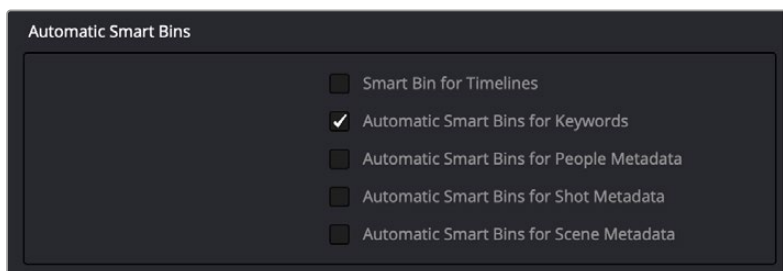 Automatic Smart Bins
Smart Bin for Timelines
Automatic Smart Bins for Keywords
Automatic Smart Bins for People Metadata
Automatic Smart Bins for Shot Metadata
Automatic Smart Bins for Scene Metadata